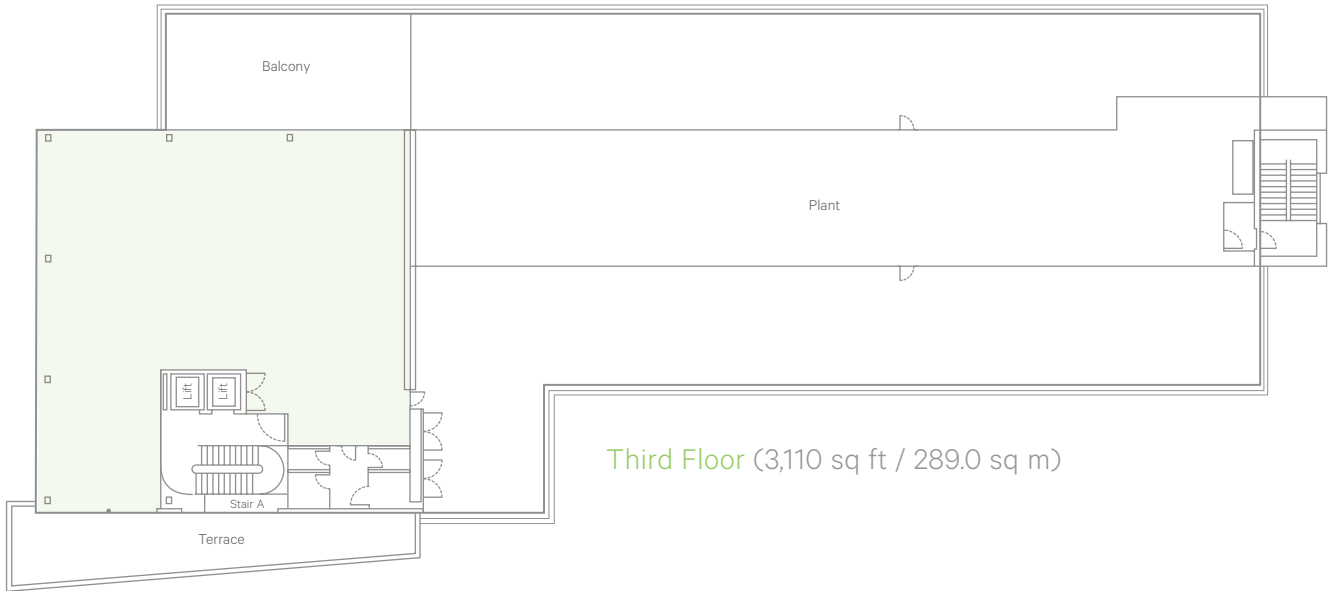 Balcony
Plant
Lift
Lift
Third Floor (3,110 sq ft / 289.0 sq m)
Stair A
Terrace